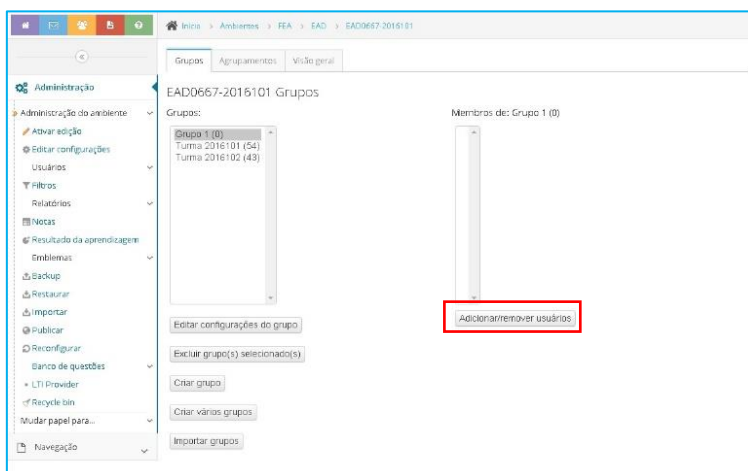 Início > Ambientes > FEA > EAD > EAD0667-2016101
Administração
Administração do ambiente
Ativar edição
Editar configurações
Usuários
Filtros
Relatórios
Notas
Resultado da aprendizagem
Emblemas
Backup
Restaurar
Importar
Publicar
Reconfigurar
Banco de questões
LTI Provider
Recycle bin
Mudar papel para...
Navegação
Grupos Agrupamentos Visão geral
EAD0667-2016101 Grupos
Grupos:
Grupo 1 (0)
Turma 2016101 (54)
Turma 2016102 (43)
Editar configurações do grupo
Excluir grupo(s) selecionado(s)
Criar grupo
Criar vários grupos
Importar grupos
Membros de: Grupo 1 (0)
Adicionar/remover usuários